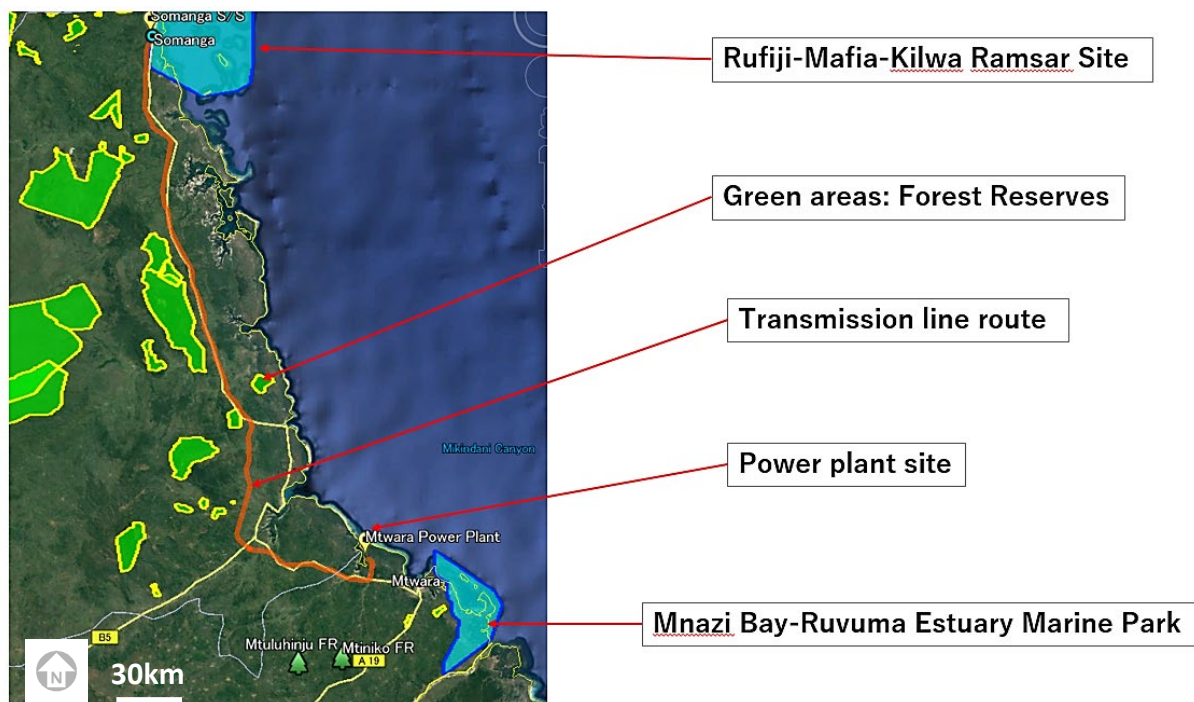 Somanga S/S
Somanga
Rufiji-Mafia-Kilwa Ramsar Site
Green areas: Forest Reserves
Transmission line route
Mikindani Canyon
Power plant site
Mtwara Power Plant
Mtwara
Mnazi Bay-Ruvuma Estuary Marine Park
B5
Mtuluhinju FR
Mtiniko FR
A 19
N
30km